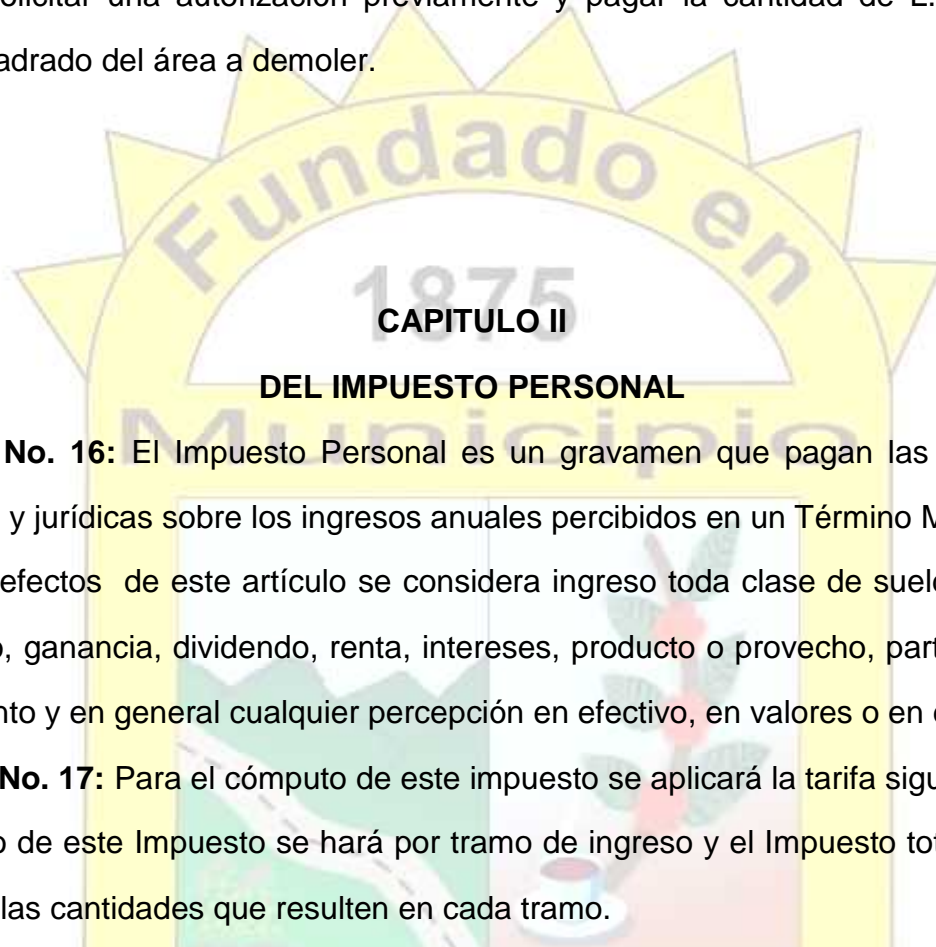 solicitar una autorización previamente y pagar la cantidad de L.
adrado del área a demoler.
Fundado en
1875
CAPITULO II
DEL IMPUESTO PERSONAL
Municipio
No. 16: El Impuesto Personal es un gravamen que pagan las
y jurídicas sobre los ingresos anuales percibidos en un Término M
efectos de este artículo se considera ingreso toda clase de suel
, ganancia, dividendo, renta, intereses, producto o provecho, part
nto y en general cualquier percepción en efectivo, en valores o en
No. 17: Para el cómputo de este impuesto se aplicará la tarifa sigu
o de este Impuesto se hará por tramo de ingreso y el Impuesto tot
las cantidades que resulten en cada tramo.